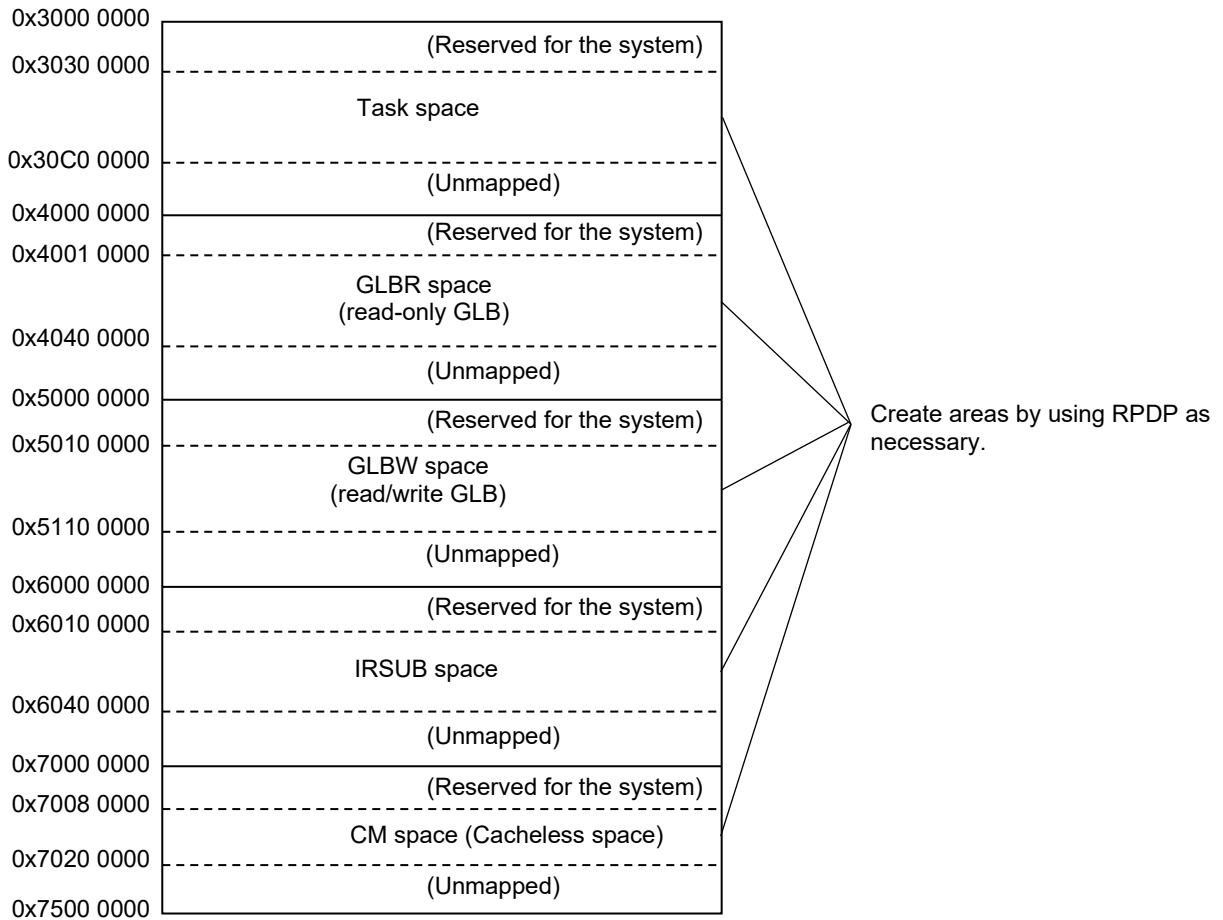 0x3000 0000
(Reserved for the system)
0x3030 0000
Task space
0x30C0 0000
(Unmapped)
0x4000 0000
(Reserved for the system)
0x4001 0000
GLBR space
(read-only GLB)
0x4040 0000
(Unmapped)
0x5000 0000
(Reserved for the system)
0x5010 0000
GLBW space
(read/write GLB)
0x5110 0000
(Unmapped)
0x6000 0000
(Reserved for the system)
0x6010 0000
IRSUB space
0x6040 0000
(Unmapped)
0x7000 0000
(Reserved for the system)
0x7008 0000
CM space (Cacheless space)
0x7020 0000
(Unmapped)
0x7500 0000
Create areas by using RPDP as
necessary.